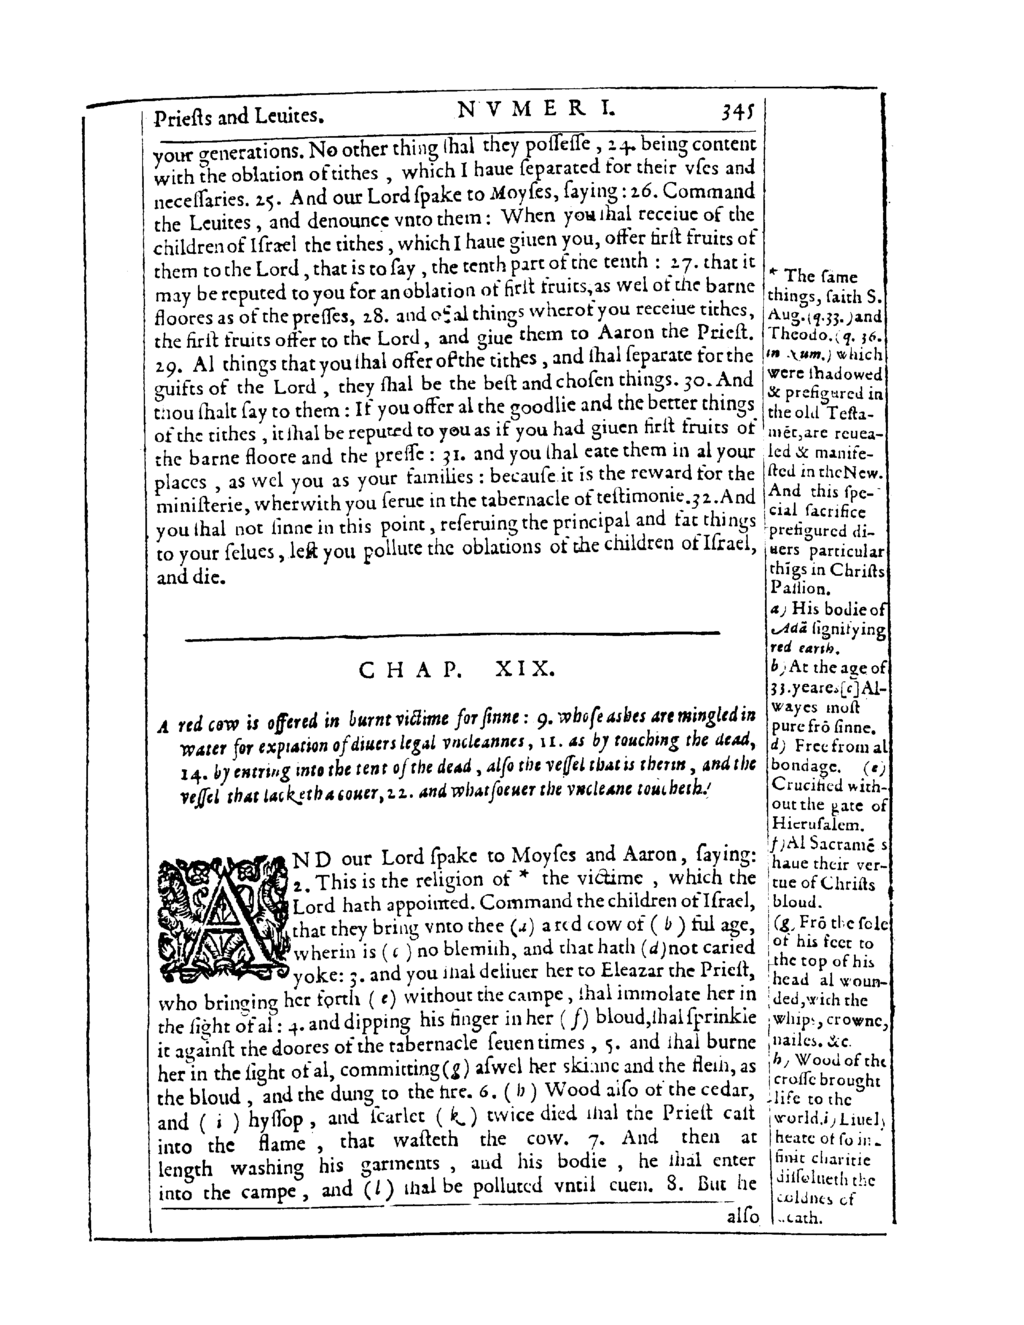 Priests and Leuites. NVMERI. 345
your generations. No other thing shal they possesse, 24. being content
with the oblation of tithes, which I haue separated for their vses and
necessaries. 25. And our Lord spake to Moyses, saying: 26. Command
the Leuites, and denounce vnto them: When you shal receiue of the
children of Israel the tithes, which I haue giuen you, offer first fruits of
them to the Lord, that is to say, the tenth part of the tenth: 27. that it
may be reputed to you for an oblation of first fruits, as wel of the barne
floores as of the presses, 28. and of al things wherof you receiue tithes,
the first fruits offer to the Lord, and giue them to Aaron the Priest.
29. Al things that you shal offer of the tithes, and shal separate for the
guifts of the Lord, they shal be the best and chosen things. 30. And
thou shalt say to them: If you offer al the goodlie and the better things
of the tithes, it shal be reputed to you as if you had giuen first fruits of
the barne floore and the presse: 31. and you shal eate them in al your
places, as wel you as your families: because it is the reward for the
ministerie, wherwith you serue in the tabernacle of testimonie. 32. And
you shal not sinne in this point, reseruing the principal and fat things
to your selues, lest you pollute the oblations of the children of Israel,
and die.
CHAP. XIX.
A red cow is offered in burnt victime for sinne: 9. whose ashes are mingled in
water for expiation of diuers legal vncleannes, 11. as by touching the dead,
14. by entring into the tent of the dead, also the vessel that is therin, and the
vessel that lacketh a couer, 22. and whatsoeuer the vncleane toucheth.
AND our Lord spake to Moyses and Aaron, saying:
2. This is the religion of * the victime, which the
Lord hath appointed. Command the children of Israel,
that they bring vnto thee (a) a red cow of (b) ful age,
wherin is (c) no blemish, and that hath (d) not caried
yoke: 3. and you shal deliuer her to Eleazar the Priest,
who bringing her forth (e) without the campe, shal immolate her in
the sight of al: 4. and dipping his finger in her (f) bloud, shal sprinkle
it against the doores of the tabernacle seuen times, 5. and shal burne
her in the sight of al, committing (g) aswel her skinne and the flesh, as
the bloud, and the dung to the fire. 6. (h) Wood also of the cedar,
and (i) hyssop, and scarlet (k) twice died shal the Priest cast
into the flame, that wasteth the cow. 7. And then at
length washing his garments, and his bodie, he shal enter
into the campe, and (l) shal be polluted vntil euen. 8. But he
also
* The same
things, saith S.
Aug. (q. 33.) and
Theodo. (q. 36.
in Num.) which
were shadowed
& prefigured in
the old Testa-
mēt, are reuea-
led & manife-
sted in the New.
And this spe-
cial sacrifice
prefigured di-
uers particular
thīgs in Christs
Passion.
a) His bodie of
Adā signifying
red earth.
b) At the age of
33. yeares [c] Al-
wayes most
pure frō sinne.
d) Free from al
bondage. (e)
Crucified with-
out the gate of
Hierusalem.
f) Al Sacramēs
haue their ver-
tue of Christs
bloud.
(g. Frō the sole
of his feet to
the top of his
head al woun-
ded, with the
whips, crowne,
nailes. &c.
h) Wood of the
crosse brought
life to the
world. i) Liuely
heate of so in-
finit charitie
dissolueth the
coldnes of
death.